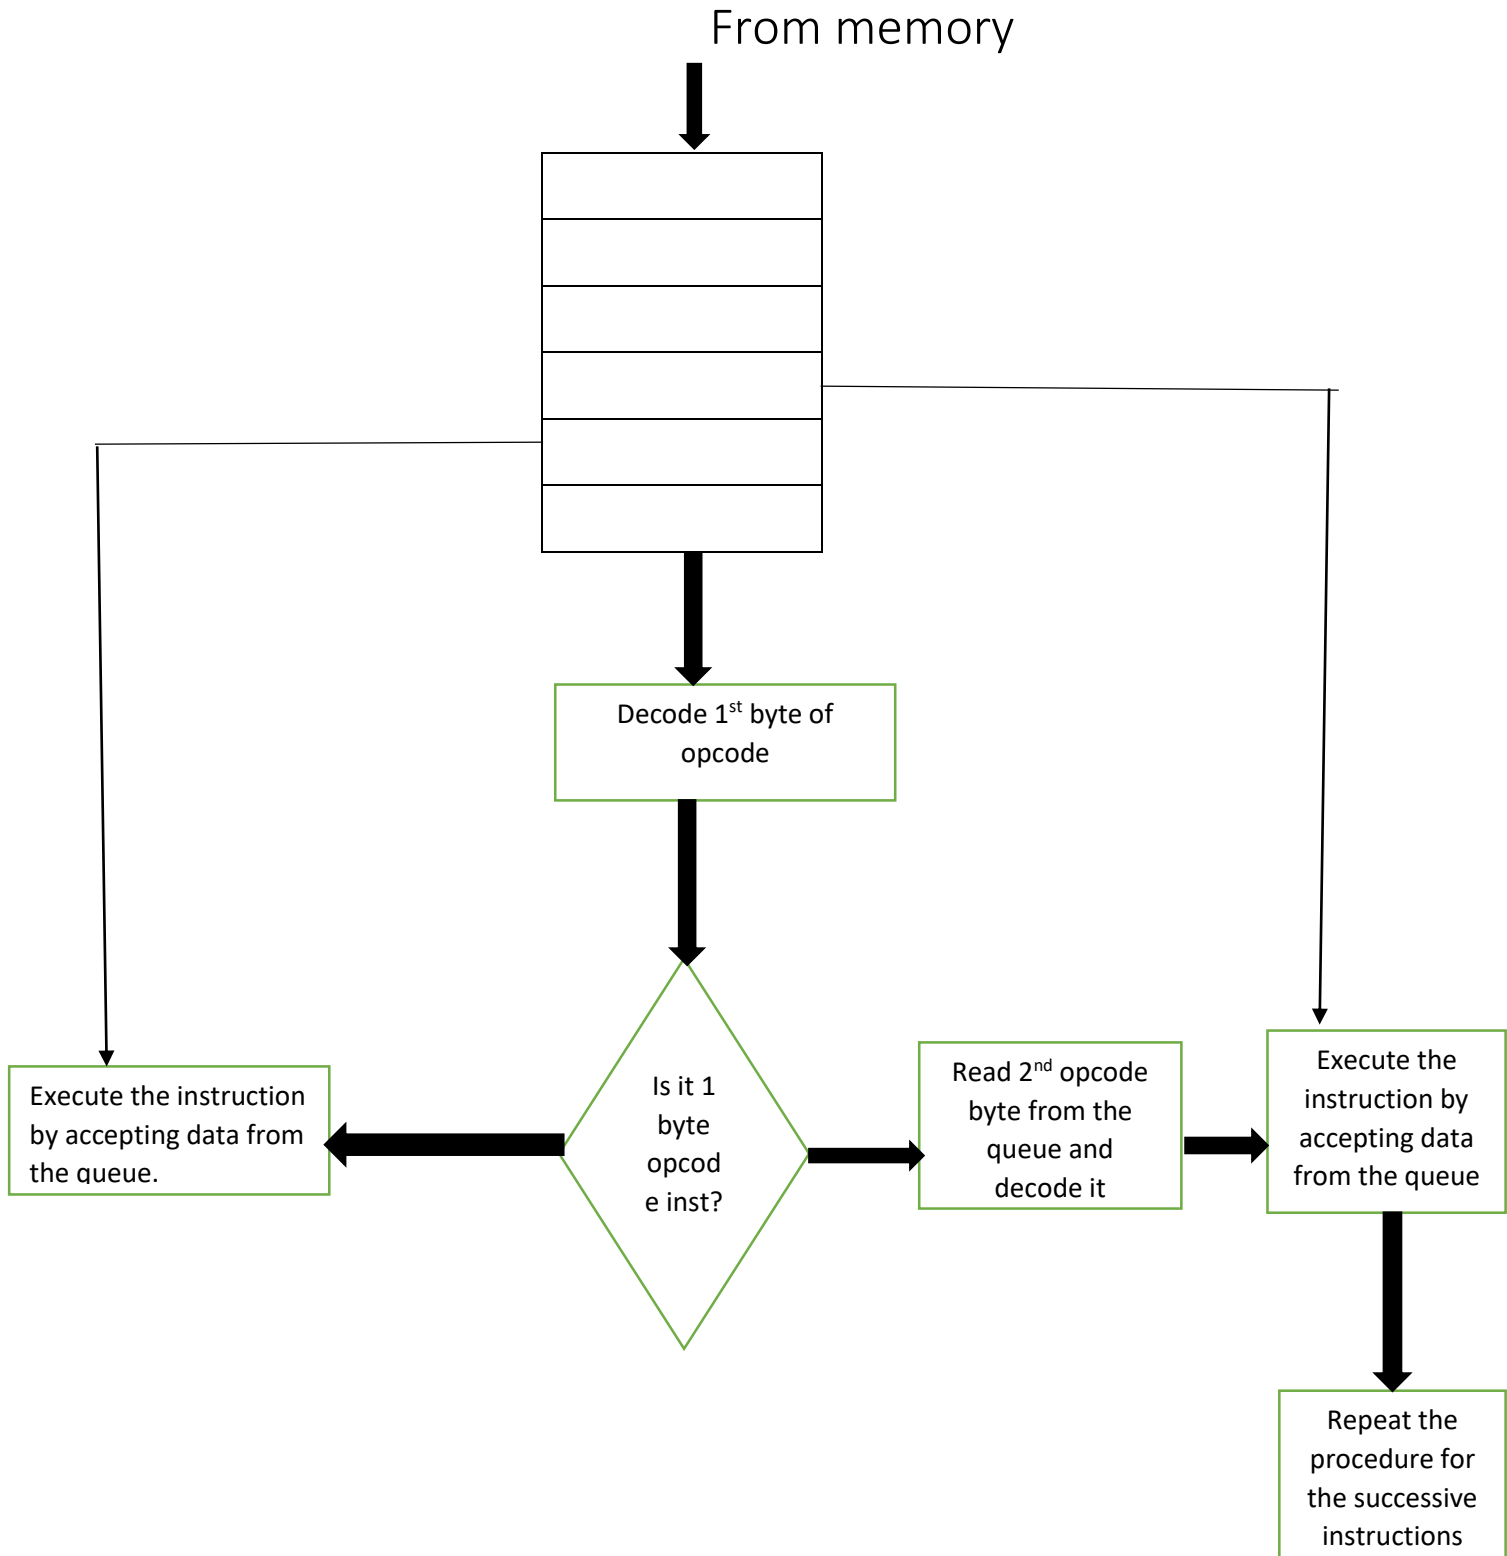 From memory
Decode 1st byte of
opcode
Is it 1
byte
opcod
e inst?
Execute the instruction
by accepting data from
the queue.
Read 2nd opcode
byte from the
queue and
decode it
Execute the
instruction by
accepting data
from the queue
Repeat the
procedure for
the successive
instructions